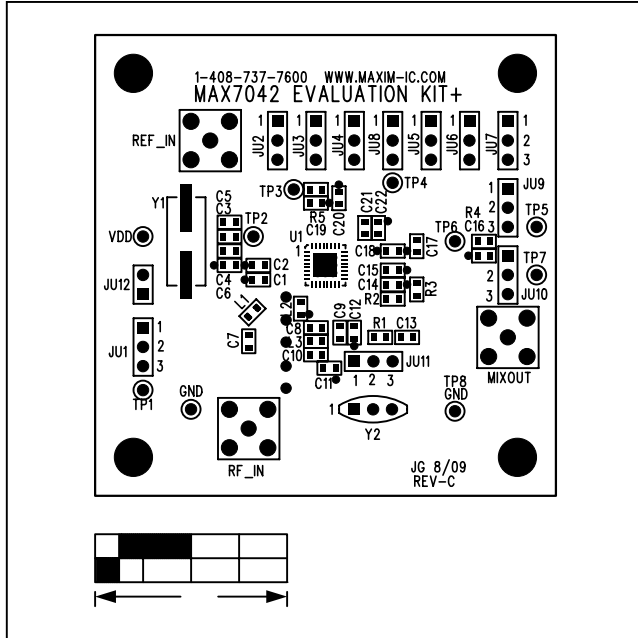 1-408-737-7600 WWW.MAXIM-IC.COM
MAX7042 EVALUATION KIT+
REF_IN
1 JU2
1 JU3
1 JU4
1 JU8
1 JU5
1 JU6
JU7 1
2
3
TP3
TP4
JU9
1
2
3
Y1
C5
C3
TP2
R5
C19
C20
C21
C22
R4
C16
TP5
VDD
U1
1
C18
C17
TP6
TP7
JU12
C4
C6
C2
C1
C15
C14
R2
R3
1
2
3
JU10
L1
L2
C7
C8
L3
C10
C9
C12
R1
C13
JU1
1
2
3
C11
1 2 3
JU11
MIXOUT
TP1
GND
1
Y2
TP8
GND
RF_IN
JG 8/09
REV-C